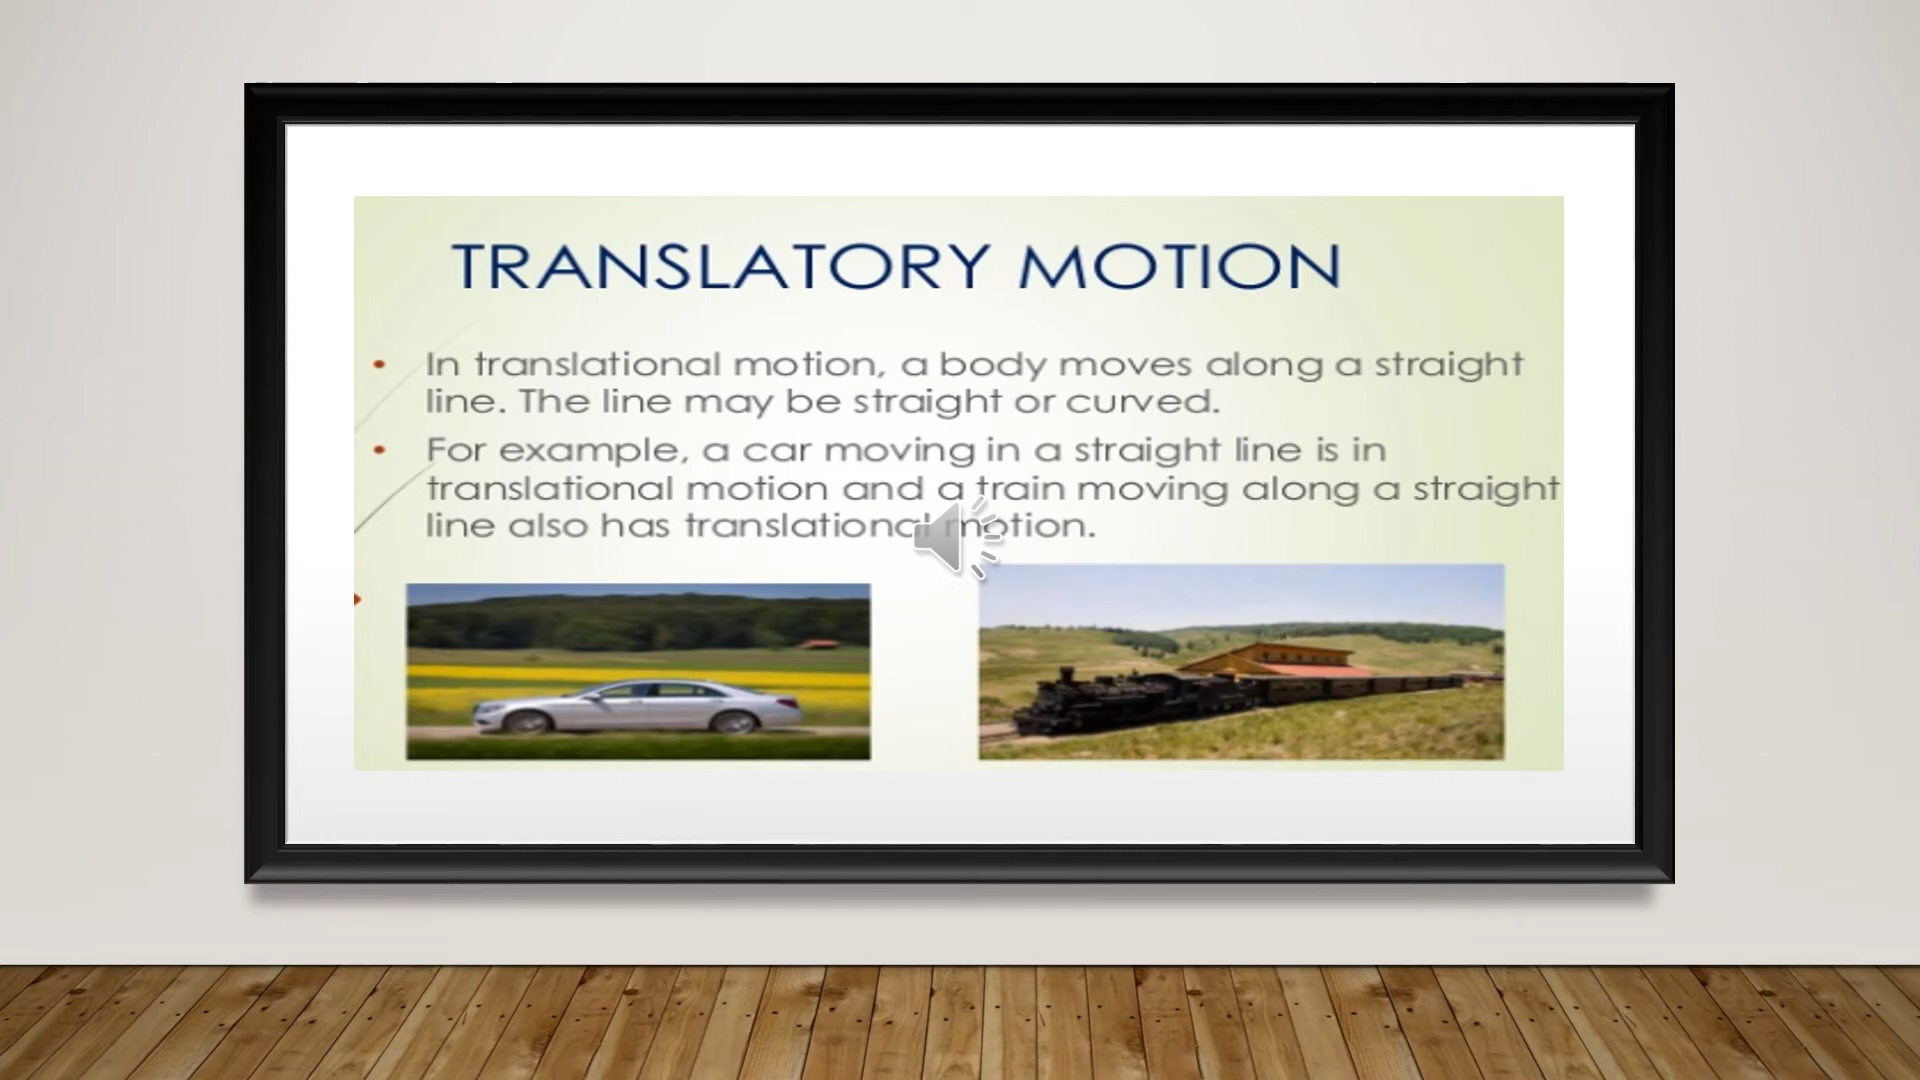 TRANSLATORY MOTION
• In translational motion, a body moves along a straight
line. The line may be straight or curved.
• For example, a car moving in a straight line is in
translational motion and a train moving along a straight
line also has translational motion.